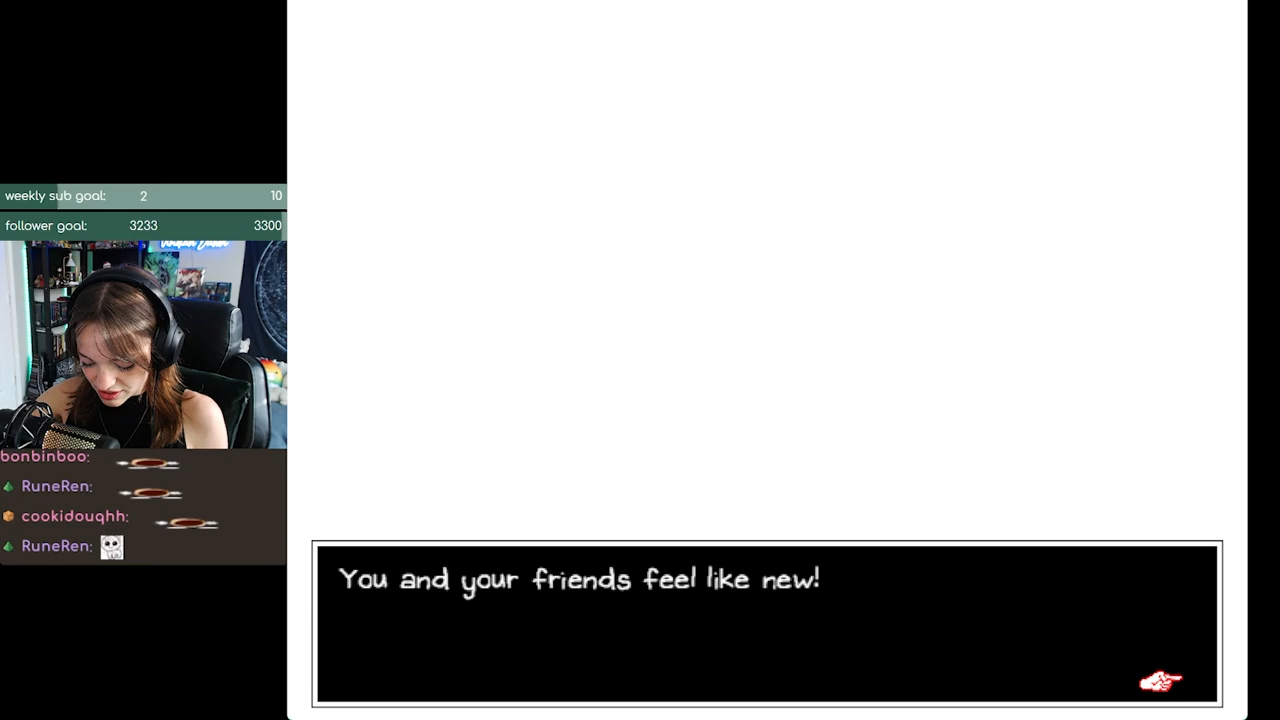 weekly sub goal: 2 10
follower goal: 3233 3300
bonbinboo:
RuneRen:
cookidouqhh:
RuneRen:
You and your friends feel like new!